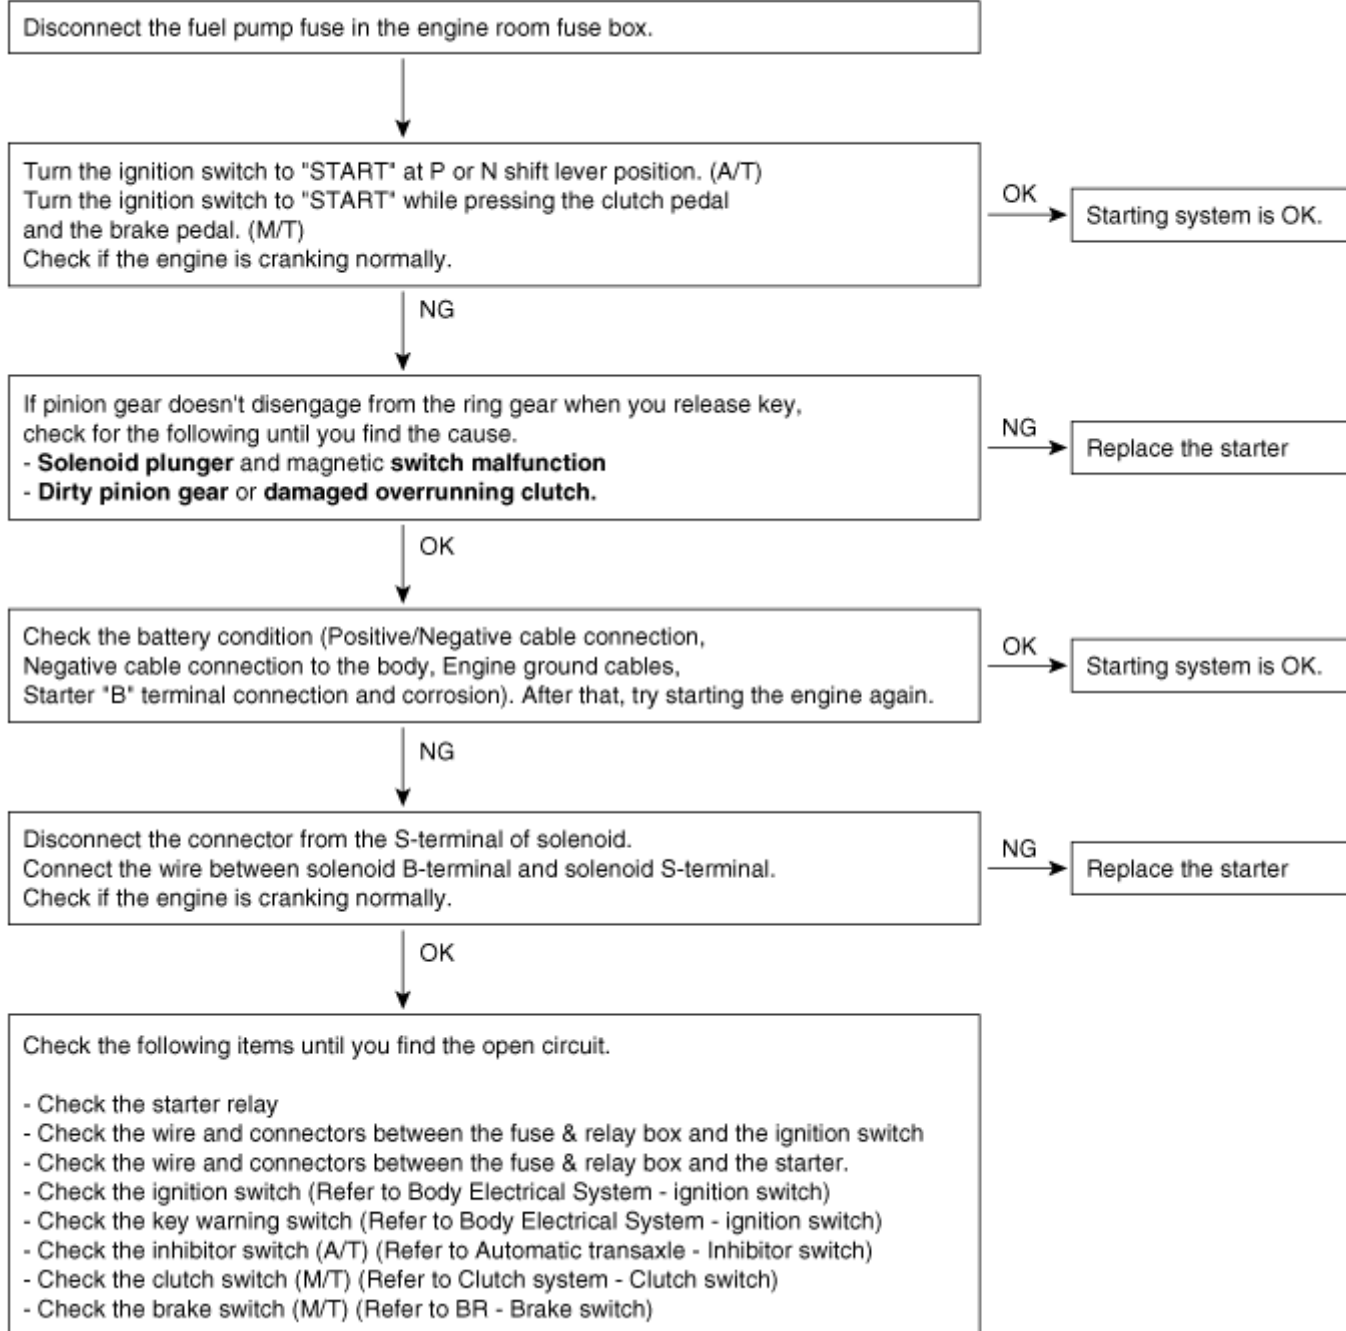 Disconnect the fuel pump fuse in the engine room fuse box.
Turn the ignition switch to "START" at P or N shift lever position. (A/T)
Turn the ignition switch to "START" while pressing the clutch pedal
and the brake pedal. (M/T)
Check if the engine is cranking normally.
OK
Starting system is OK.
NG
If pinion gear doesn't disengage from the ring gear when you release key,
check for the following until you find the cause.
- Solenoid plunger and magnetic switch malfunction
- Dirty pinion gear or damaged overrunning clutch.
NG
Replace the starter
OK
Check the battery condition (Positive/Negative cable connection,
Negative cable connection to the body, Engine ground cables,
Starter "B" terminal connection and corrosion). After that, try starting the engine again.
OK
Starting system is OK.
NG
Disconnect the connector from the S-terminal of solenoid.
Connect the wire between solenoid B-terminal and solenoid S-terminal.
Check if the engine is cranking normally.
NG
Replace the starter
OK
Check the following items until you find the open circuit.
- Check the starter relay
- Check the wire and connectors between the fuse & relay box and the ignition switch
- Check the wire and connectors between the fuse & relay box and the starter.
- Check the ignition switch (Refer to Body Electrical System - ignition switch)
- Check the key warning switch (Refer to Body Electrical System - ignition switch)
- Check the inhibitor switch (A/T) (Refer to Automatic transaxle - Inhibitor switch)
- Check the clutch switch (M/T) (Refer to Clutch system - Clutch switch)
- Check the brake switch (M/T) (Refer to BR - Brake switch)